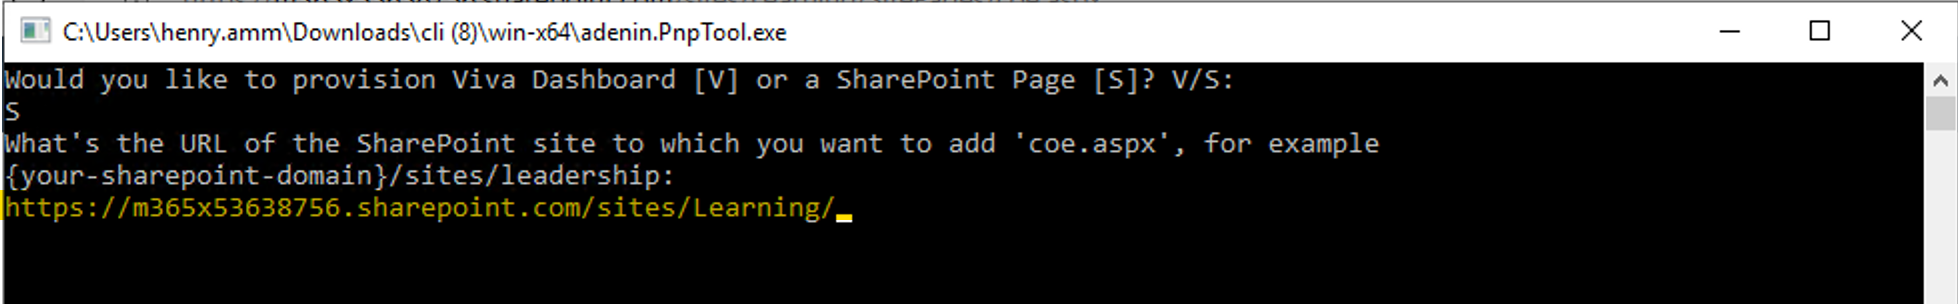 C:\Users\henry.amm\Downloads\cli (8)\win-x64\adenin.PnpTool.exe
Would you like to provision Viva Dashboard [V] or a SharePoint Page [S]? V/S:
S
What's the URL of the SharePoint site to which you want to add 'coe.aspx', for example
{your-sharepoint-domain}/sites/leadership:
https://m365x53638756.sharepoint.com/sites/Learning/